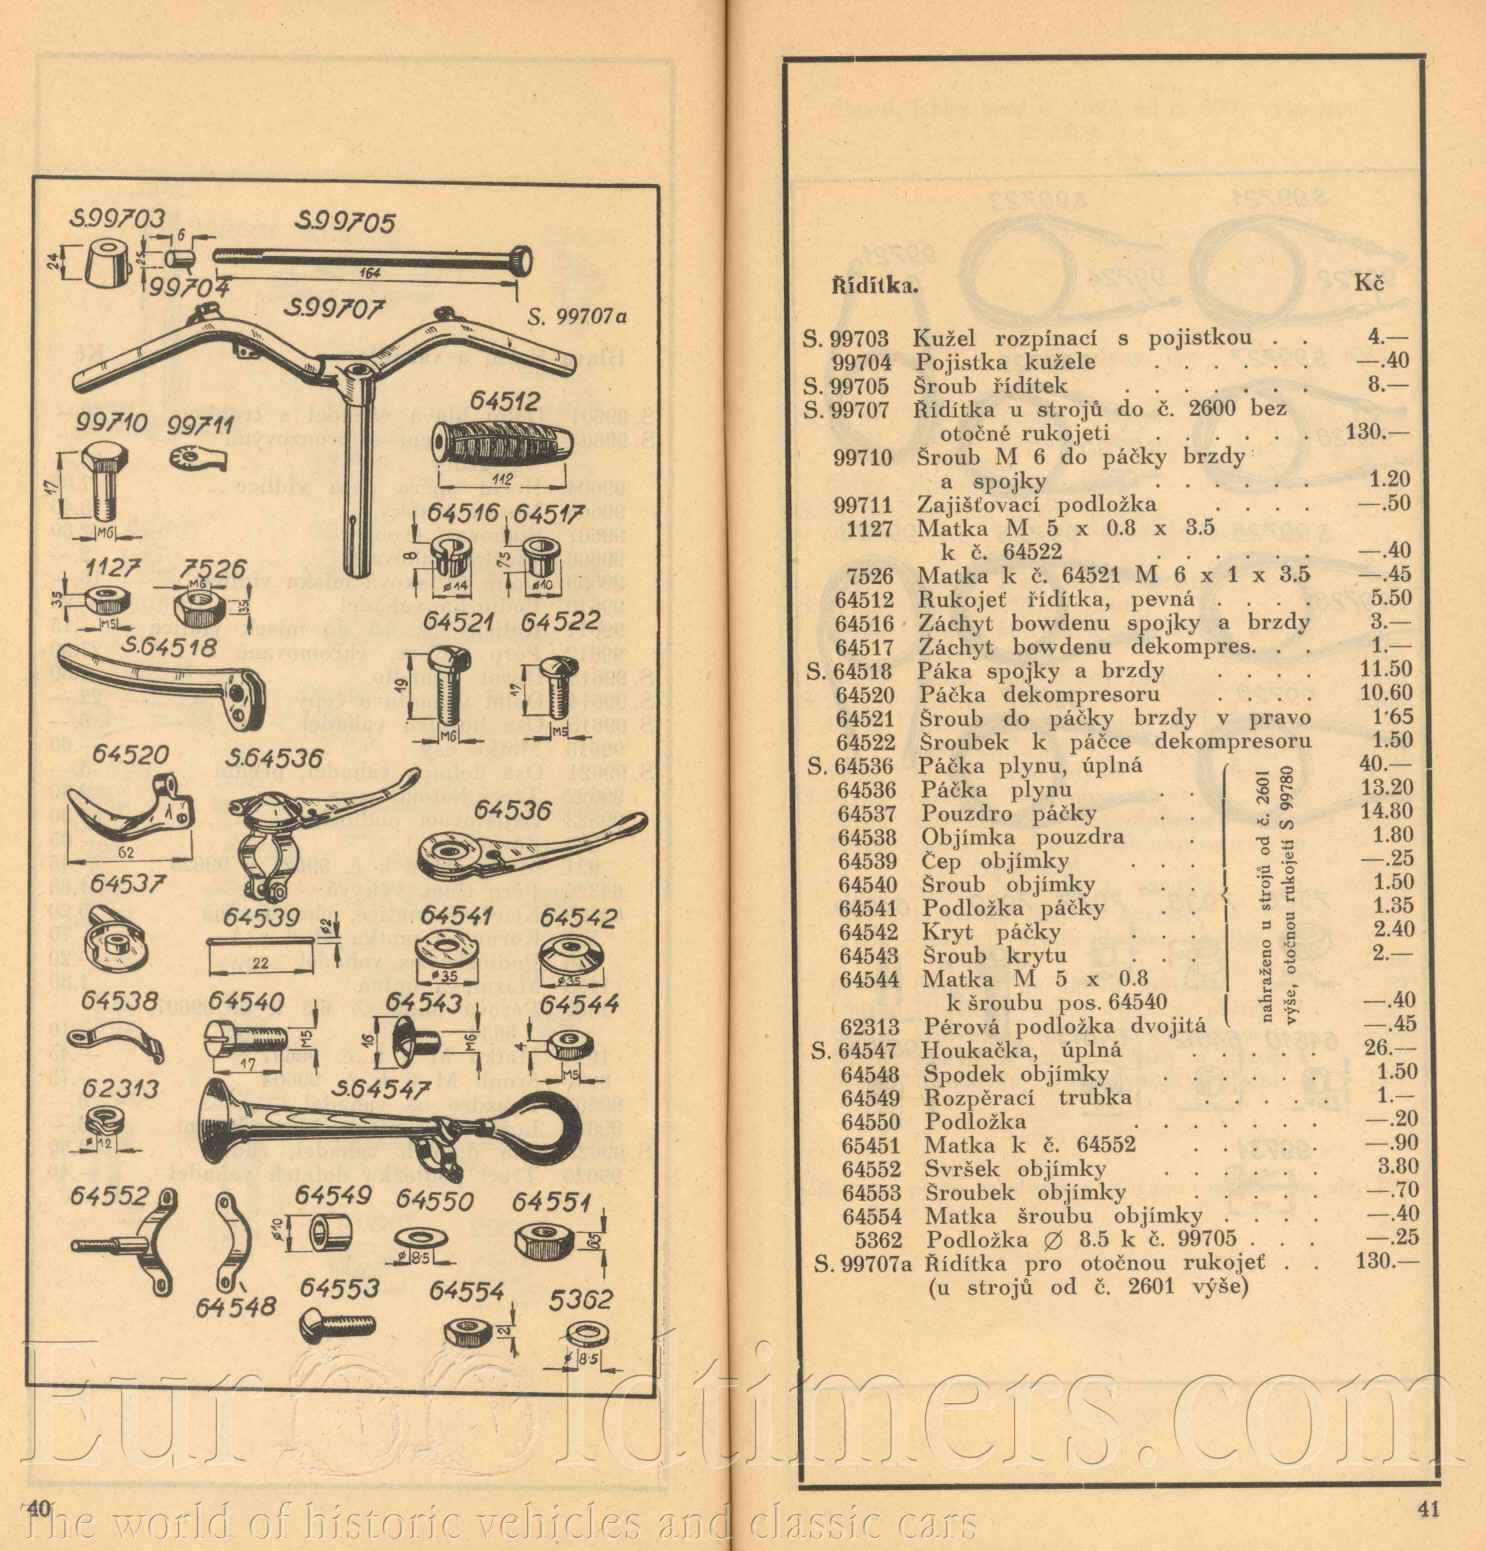 S.99703
S.99705
6
24
25
164
99704
S.99707
S. 99707a
99710 99711
64512
17
M6
112
64516 64517
8
75
ø14
ø10
1127 7526
M6
35
35
M5
64521 64522
S.64518
19
17
M6
M5
64520 S.64536
64536
62
64537
64539 64541 64542
ø2
22
ø35
ø35
64538 64540 64543 64544
M5
17
16
M6
4
M5
62313
S.64547
ø12
64552 64549 64550 64551
ø10
ø 8·5
65
64548
64553 64554 5362
2
ø 8·5
40
Řídítka. Kč
S. 99703 Kužel rozpínací s pojistkou . . 4.—
99704 Pojistka kužele . . . . . . —.40
S. 99705 Šroub řídítek . . . . . . . 8.—
S. 99707 Řídítka u strojů do č. 2600 bez
otočné rukojeti . . . . . . 130.—
99710 Šroub M 6 do páčky brzdy
a spojky . . . . . . 1.20
99711 Zajišťovací podložka . . . . —.50
1127 Matka M 5 x 0.8 x 3.5
k č. 64522 . . . . . . —.40
7526 Matka k č. 64521 M 6 x 1 x 3.5 —.45
64512 Rukojeť řídítka, pevná . . . . 5.50
64516 Záchyt bowdenu spojky a brzdy 3.—
64517 Záchyt bowdenu dekompres. . . 1.—
S. 64518 Páka spojky a brzdy . . . . 11.50
64520 Páčka dekompresoru . . . . 10.60
64521 Šroub do páčky brzdy v pravo 1·65
64522 Šroubek k páčce dekompresoru 1.50
S. 64536 Páčka plynu, úplná 40.—
64536 Páčka plynu . . 13.20
64537 Pouzdro páčky . . 14.80
64538 Objímka pouzdra . 1.80
64539 Čep objímky . . . —.25
64540 Šroub objímky . . 1.50
64541 Podložka páčky . . 1.35
64542 Kryt páčky . . . 2.40
64543 Šroub krytu . . . 2.—
64544 Matka M 5 x 0.8
k šroubu pos. 64540 —.40
62313 Pérová podložka dvojitá —.45
nahraženo u strojů od č. 2601
výše, otočnou rukojetí S 99780
S. 64547 Houkačka, úplná . . . . . 26.—
64548 Spodek objímky . . . . . . 1.50
64549 Rozpěrací trubka . . . . . 1.—
64550 Podložka . . . . . . . —.20
65451 Matka k č. 64552 . . . . . —.90
64552 Svršek objímky . . . . . . 3.80
64553 Šroubek objímky . . . . . —.70
64554 Matka šroubu objímky . . . . —.40
5362 Podložka ∅ 8.5 k č. 99705 . . . —.25
S. 99707a Řídítka pro otočnou rukojeť . . 130.—
(u strojů od č. 2601 výše)
41
EurOOldtimers.com
The world of historic vehicles and classic cars